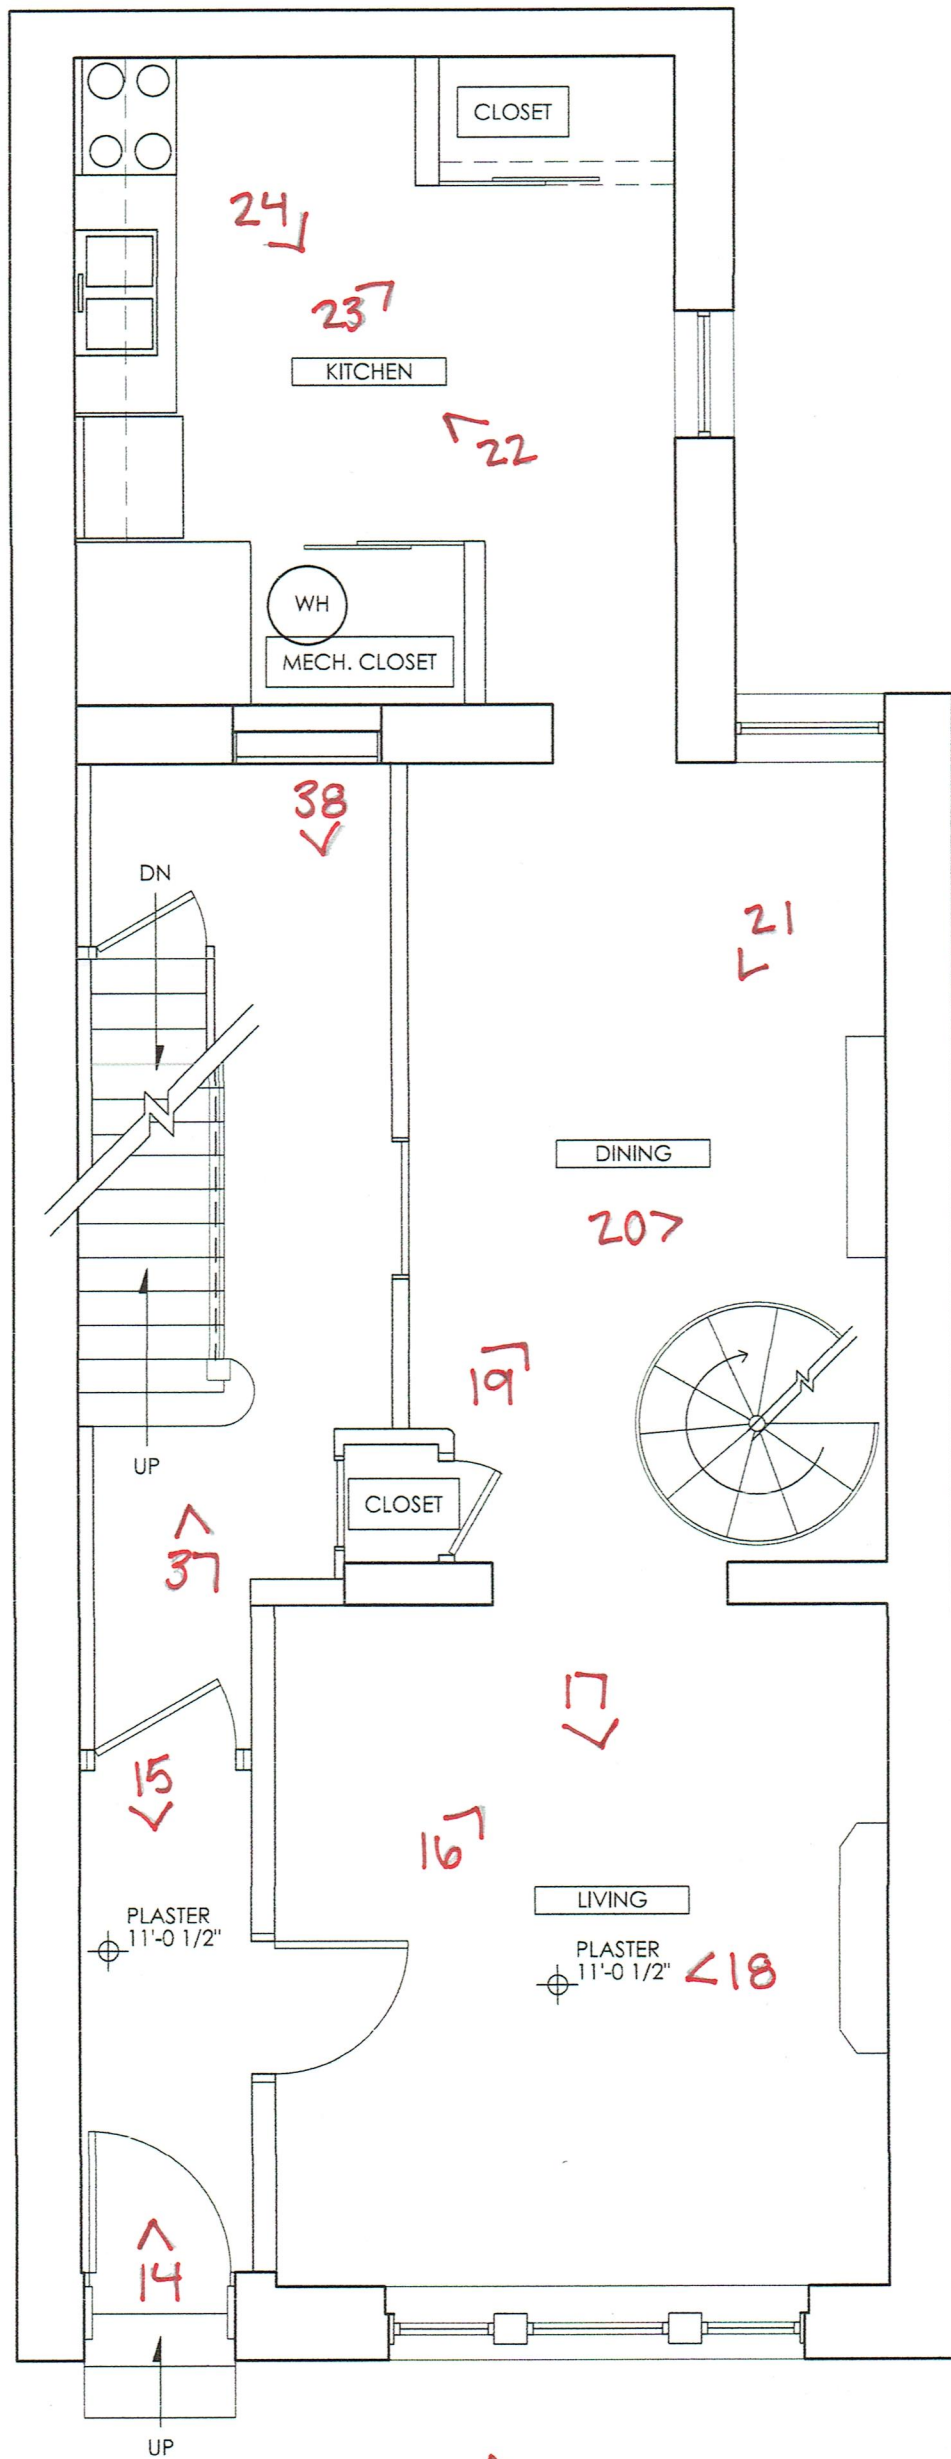 CLOSET
24
23
KITCHEN
22
WH
MECH. CLOSET
38
DN
21
DINING
20
19
UP
CLOSET
37
17
15
16
LIVING
PLASTER
11'-0 1/2"
PLASTER
11'-0 1/2"
18
14
UP